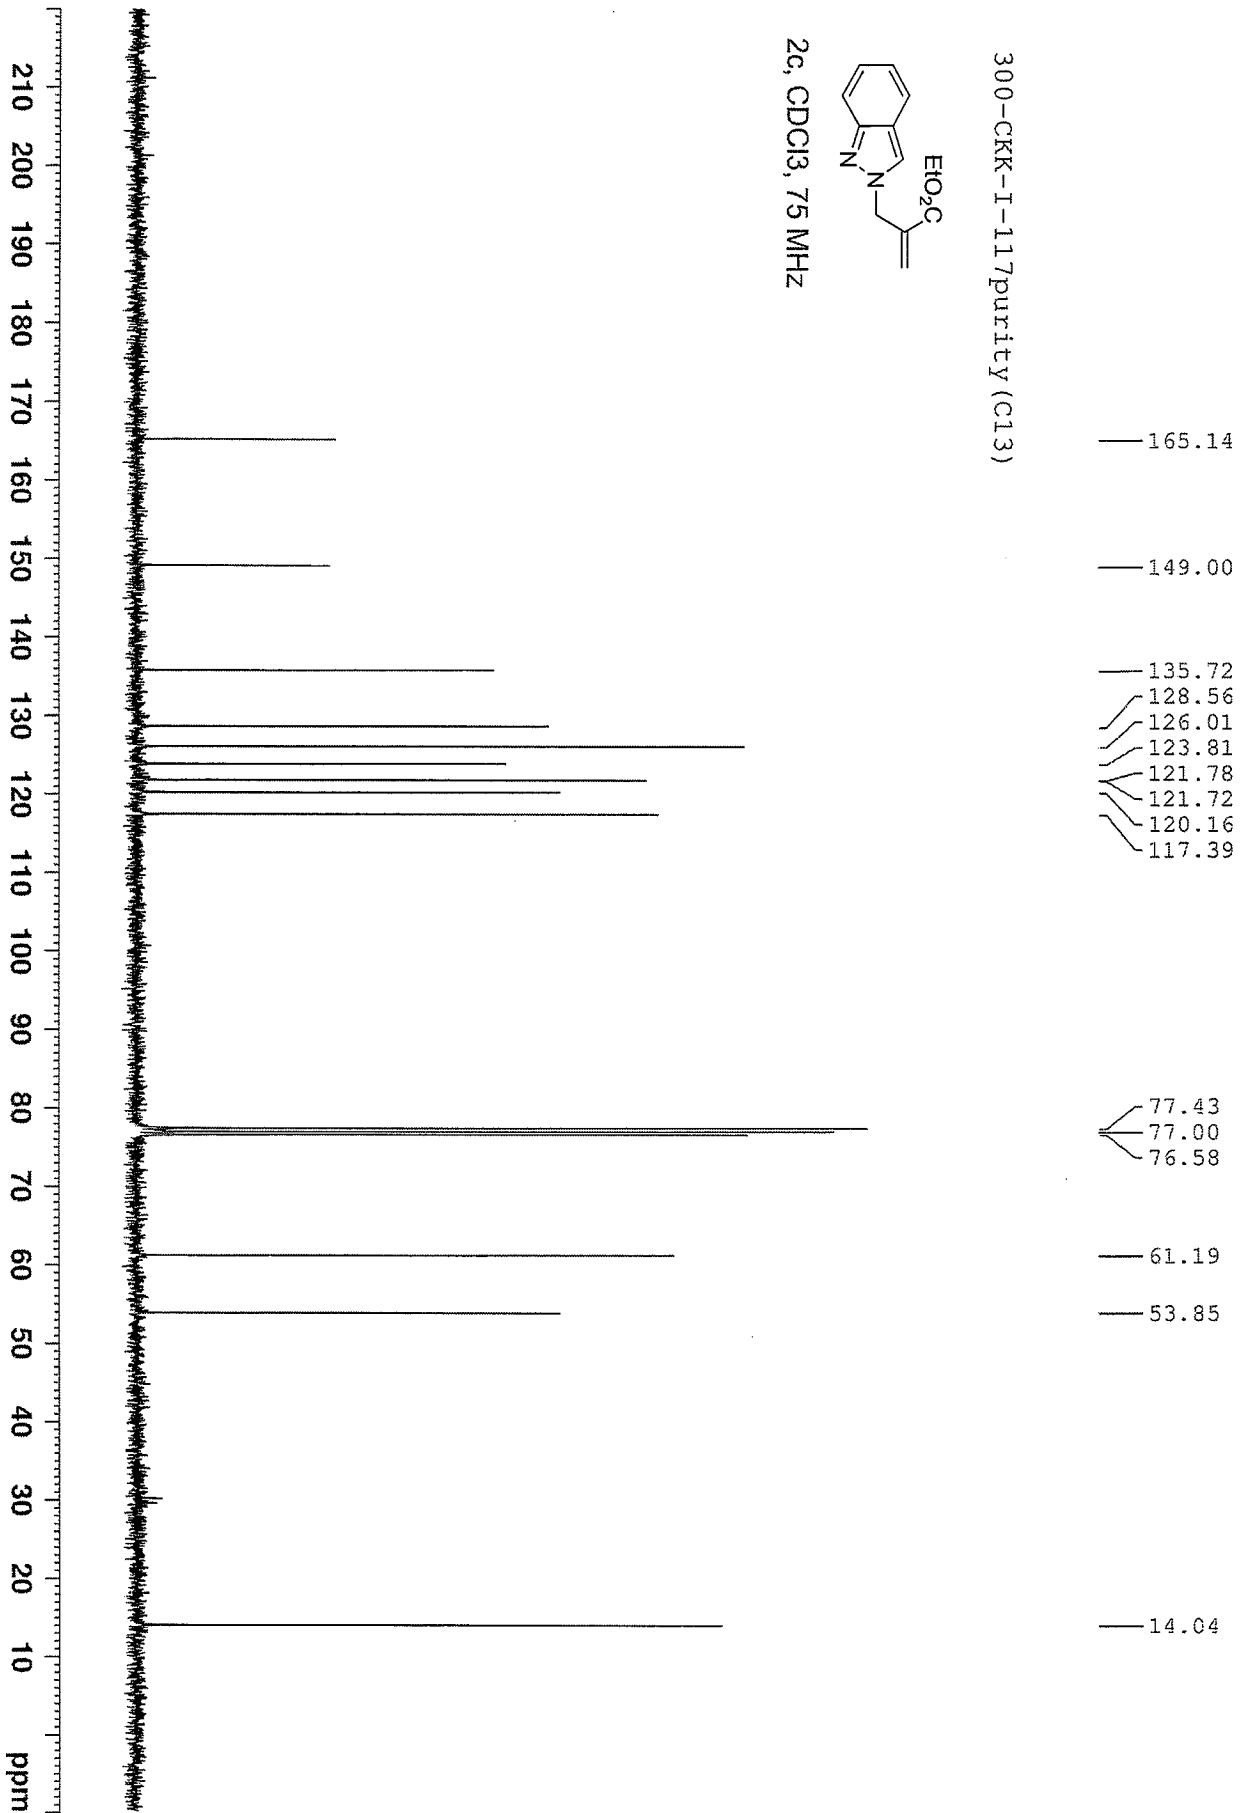 300-CKK-I-117purity(C13)
EtO₂C
N
N
2c, CDCl3, 75 MHz
165.14
149.00
135.72
128.56
126.01
123.81
121.78
121.72
120.16
117.39
77.43
77.00
76.58
61.19
53.85
14.04
210 200 190 180 170 160 150 140 130 120 110 100 90 80 70 60 50 40 30 20 10 ppm